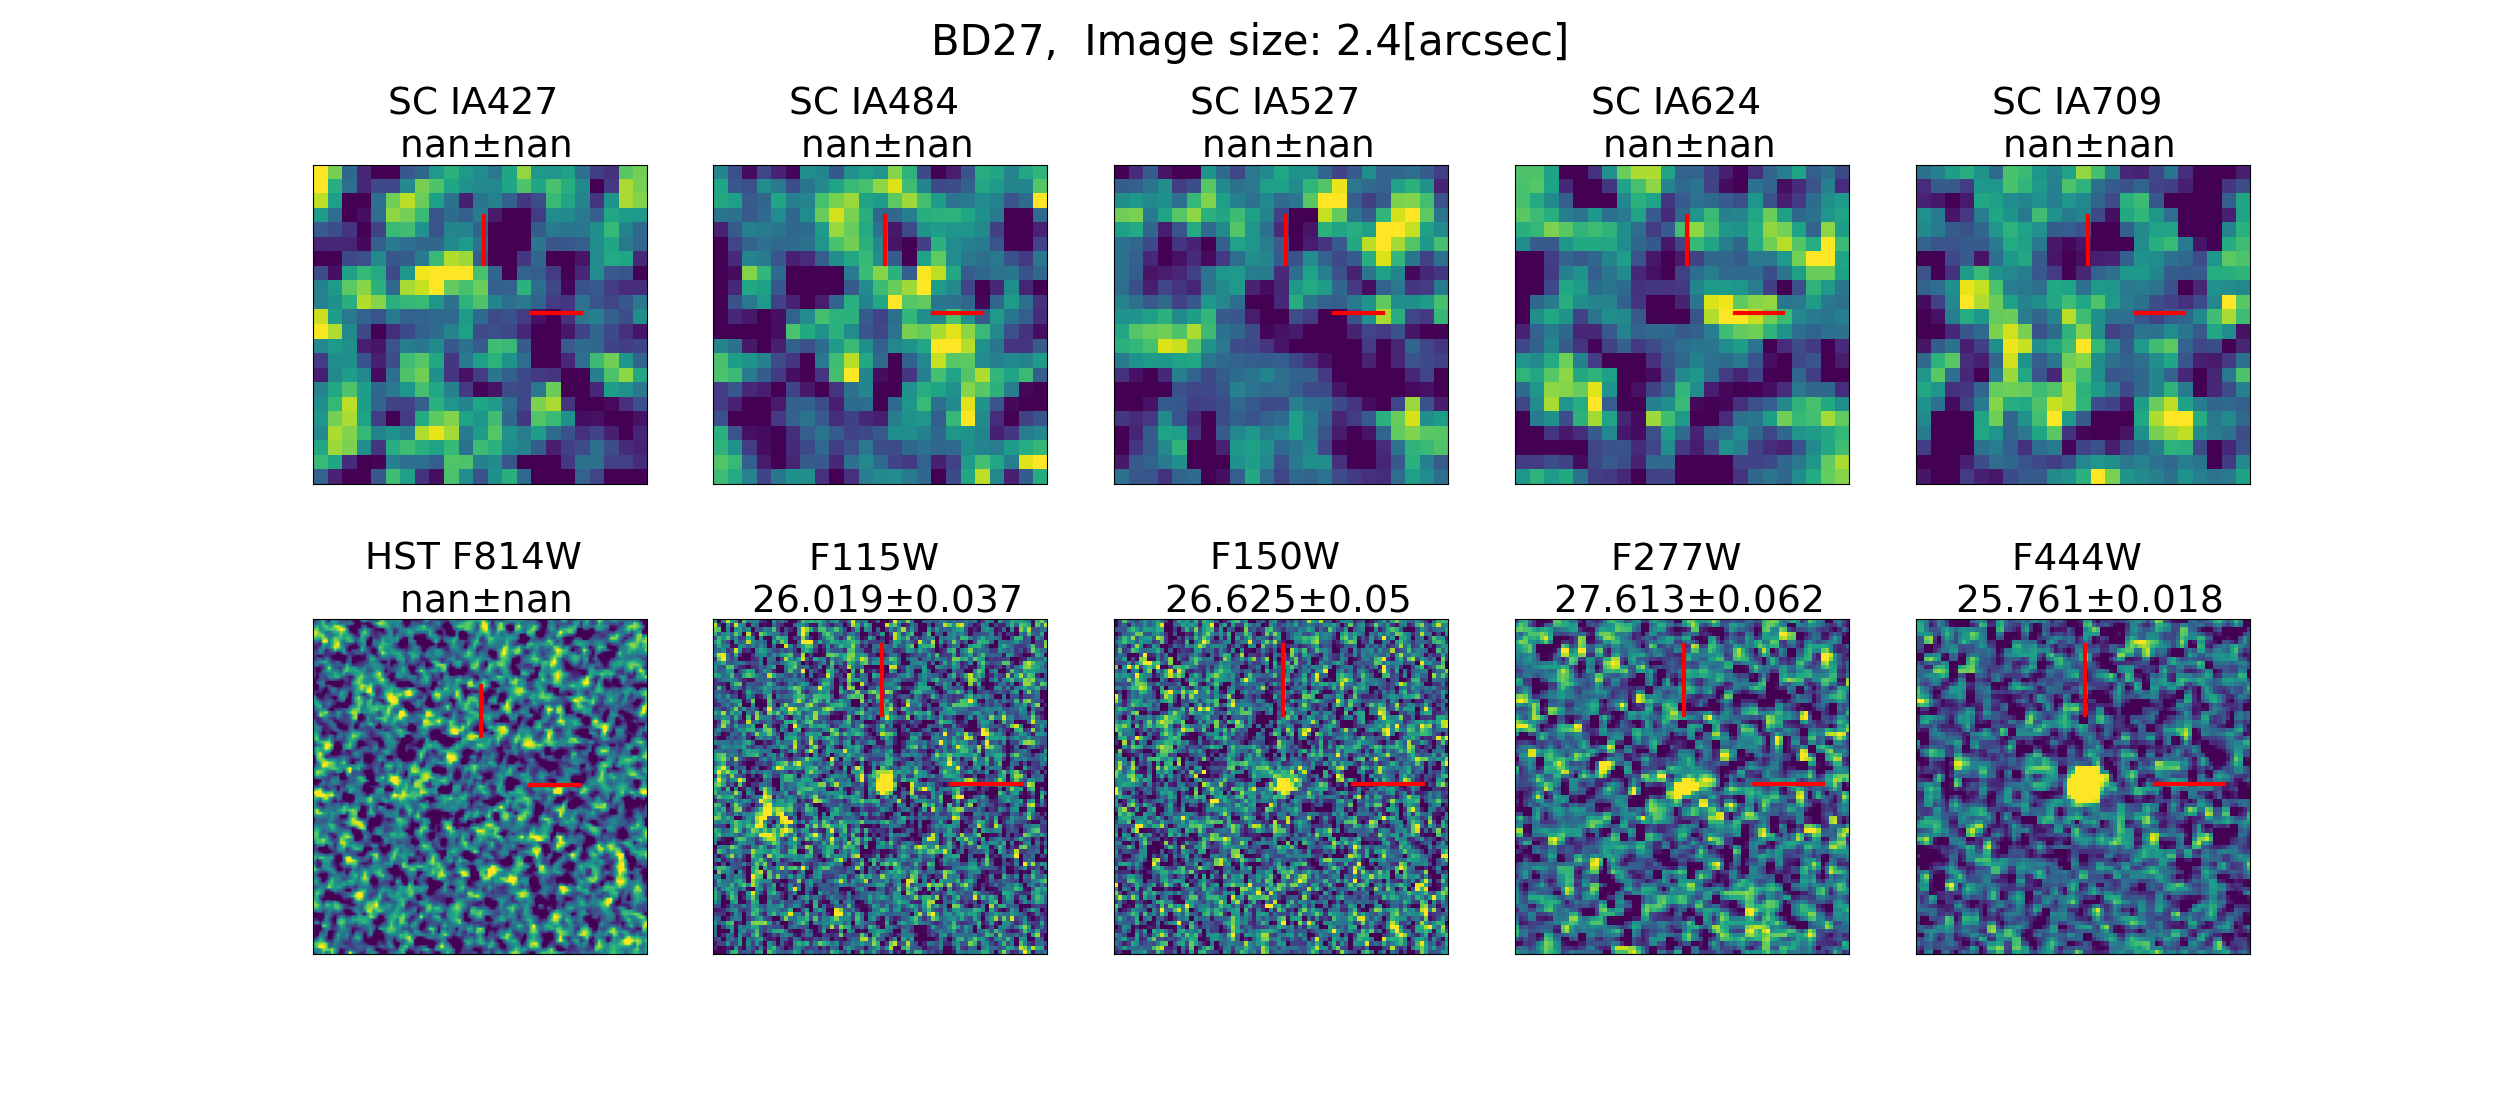 BD27,  Image size: 2.4[arcsec]
SC IA427
nan±nan
SC IA484
nan±nan
SC IA527
nan±nan
SC IA624
nan±nan
SC IA709
nan±nan
HST F814W
nan±nan
F115W
26.019±0.037
F150W
26.625±0.05
F277W
27.613±0.062
F444W
25.761±0.018